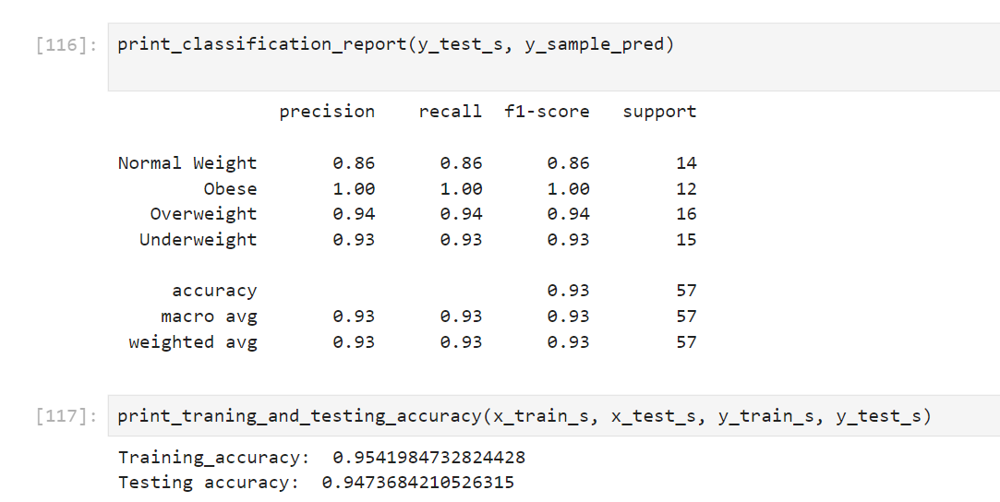 [116]: print_classification_report(y_test_s, y_sample_pred)
precision recall f1-score support
Normal Weight 0.86 0.86 0.86 14
Obese 1.00 1.00 1.00 12
Overweight 0.94 0.94 0.94 16
Underweight 0.93 0.93 0.93 15
accuracy 0.93 57
macro avg 0.93 0.93 0.93 57
weighted avg 0.93 0.93 0.93 57
[117]: print_traning_and_testing_accuracy(x_train_s, x_test_s, y_train_s, y_test_s)
Training_accuracy: 0.9541984732824428
Testing accuracy: 0.9473684210526315